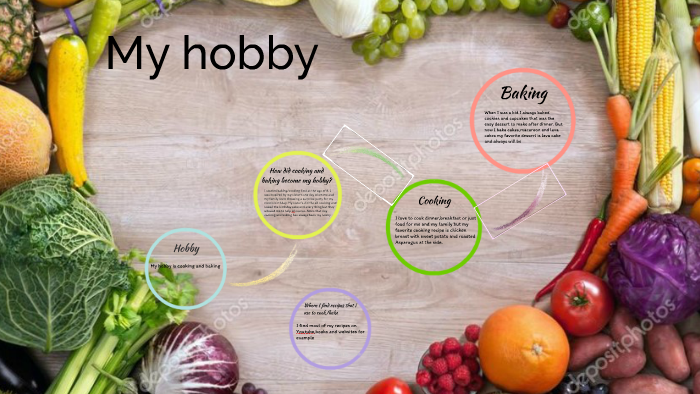 My hobby
Baking
When I was a kid I always baked
cookies and cupcakes that was the
easy dessert to make after dinner. But
now I bake cakes,macaron and lava
cakes my favorite dessert is lava cake
and always will be
How did cooking and
baking become my hobby?
Cooking
I love to cook dinner,breakfast or just
food for me and my family but my
favorite cooking recipe is chicken
breast with sweet potato and roasted
Asparagus at the side.
Hobby
My hobby is cooking and baking
Where I find recipes that I
use to cook/bake
I find most of my recipes on
Youtube,books and websites for
example
depositphotos